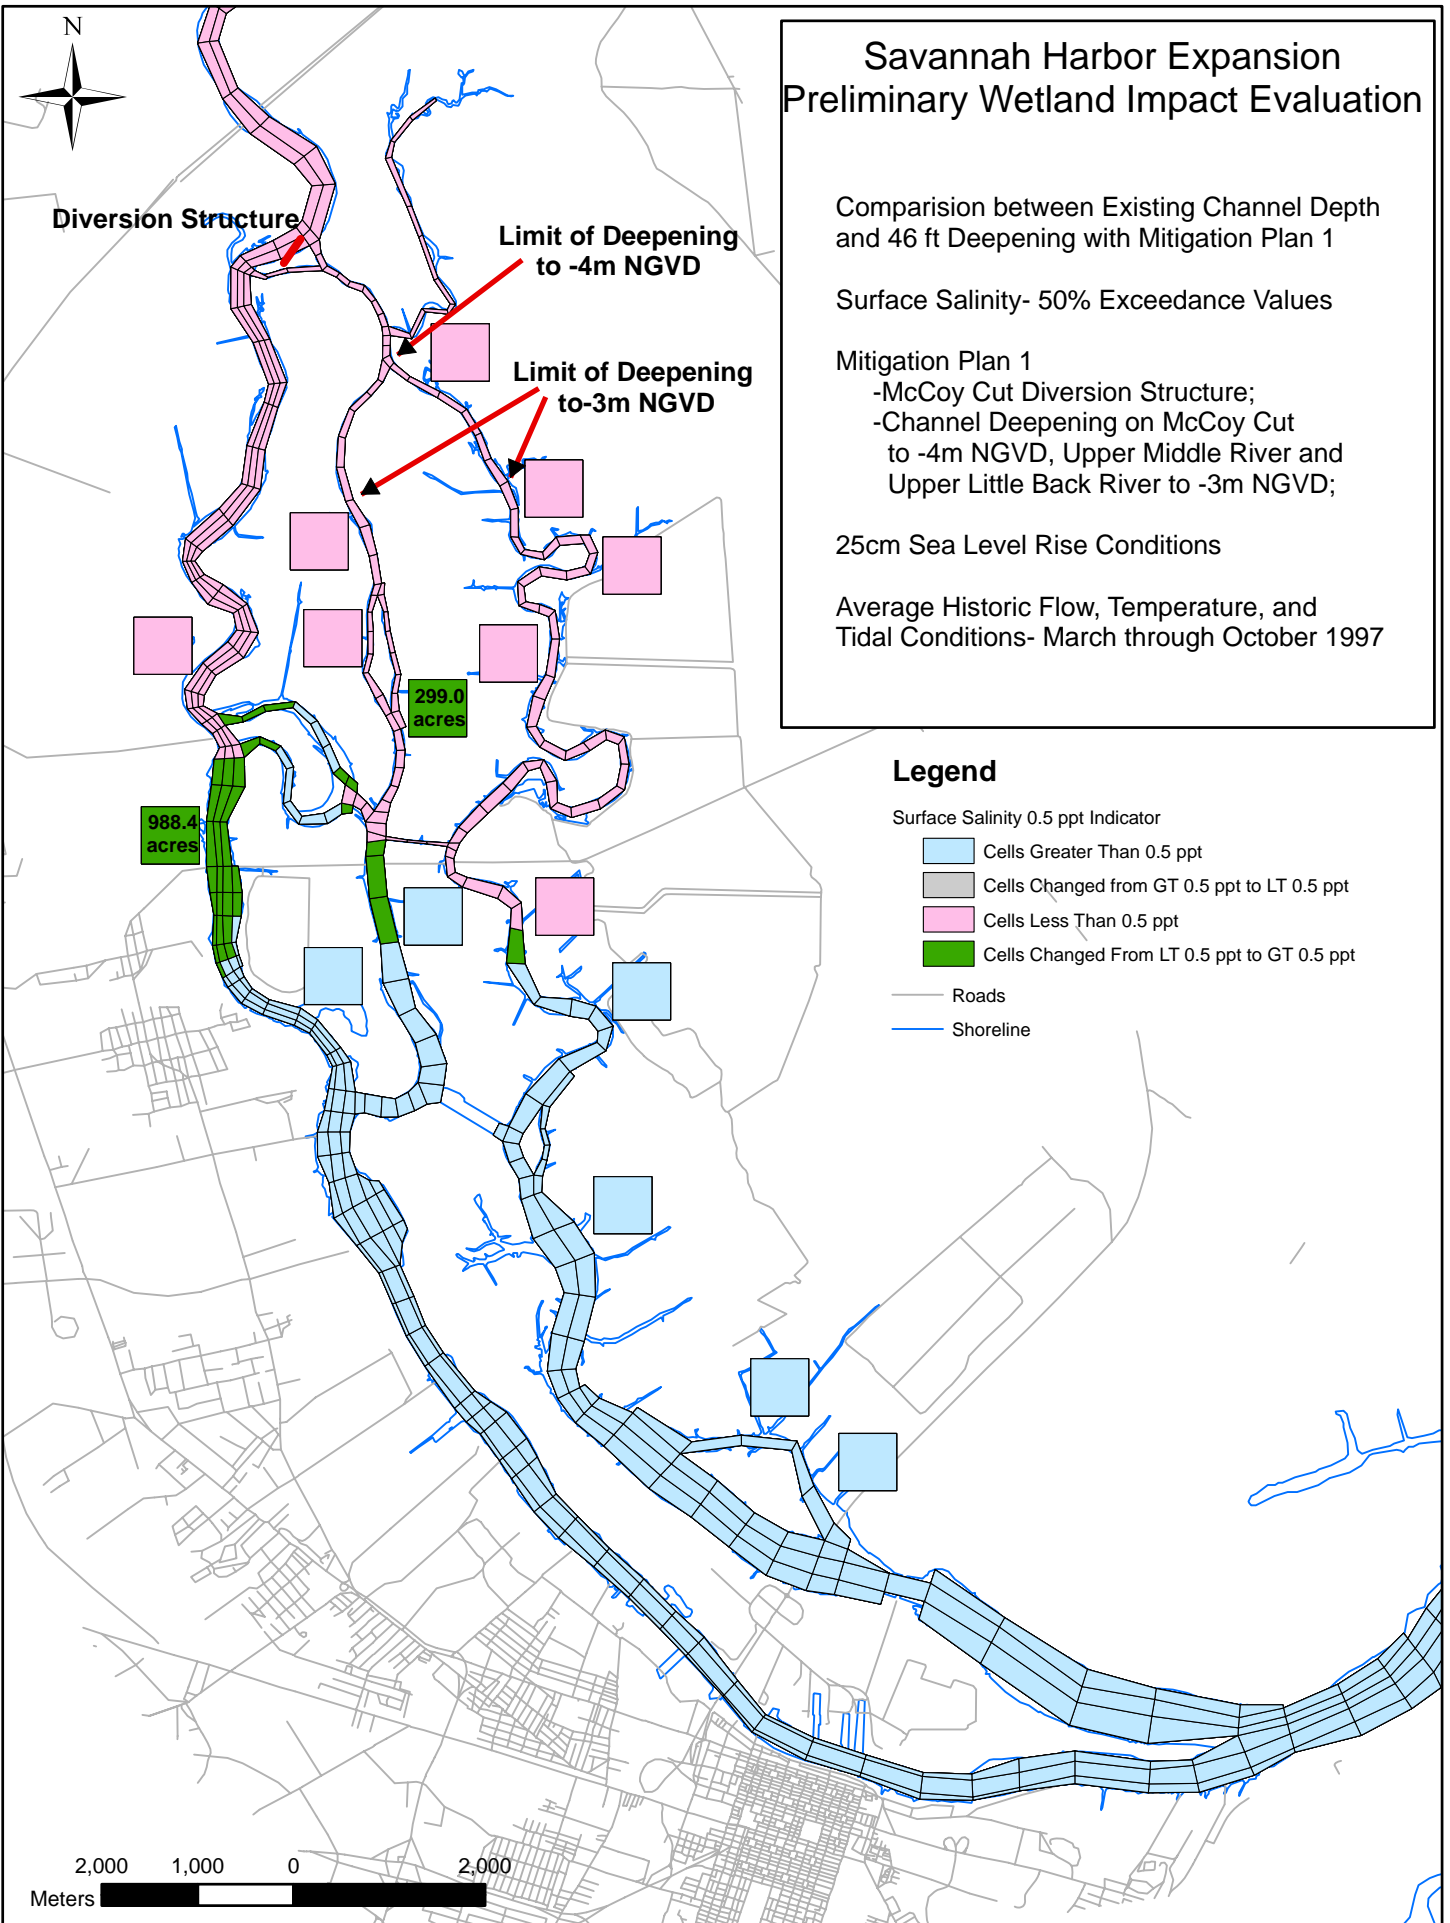 Savannah Harbor Expansion
Preliminary Wetland Impact Evaluation
Comparision between Existing Channel Depth
and 46 ft Deepening with Mitigation Plan 1
Surface Salinity- 50% Exceedance Values
Mitigation Plan 1
-McCoy Cut Diversion Structure;
-Channel Deepening on McCoy Cut
to -4m NGVD, Upper Middle River and
Upper Little Back River to -3m NGVD;
25cm Sea Level Rise Conditions
Average Historic Flow, Temperature, and
Tidal Conditions- March through October 1997
N
Diversion Structure
Limit of Deepening
to -4m NGVD
Limit of Deepening
to-3m NGVD
299.0
acres
988.4
acres
Legend
Surface Salinity 0.5 ppt Indicator
Cells Greater Than 0.5 ppt
Cells Changed from GT 0.5 ppt to LT 0.5 ppt
Cells Less Than 0.5 ppt
Cells Changed From LT 0.5 ppt to GT 0.5 ppt
Roads
Shoreline
2,000 1,000 0 2,000
Meters